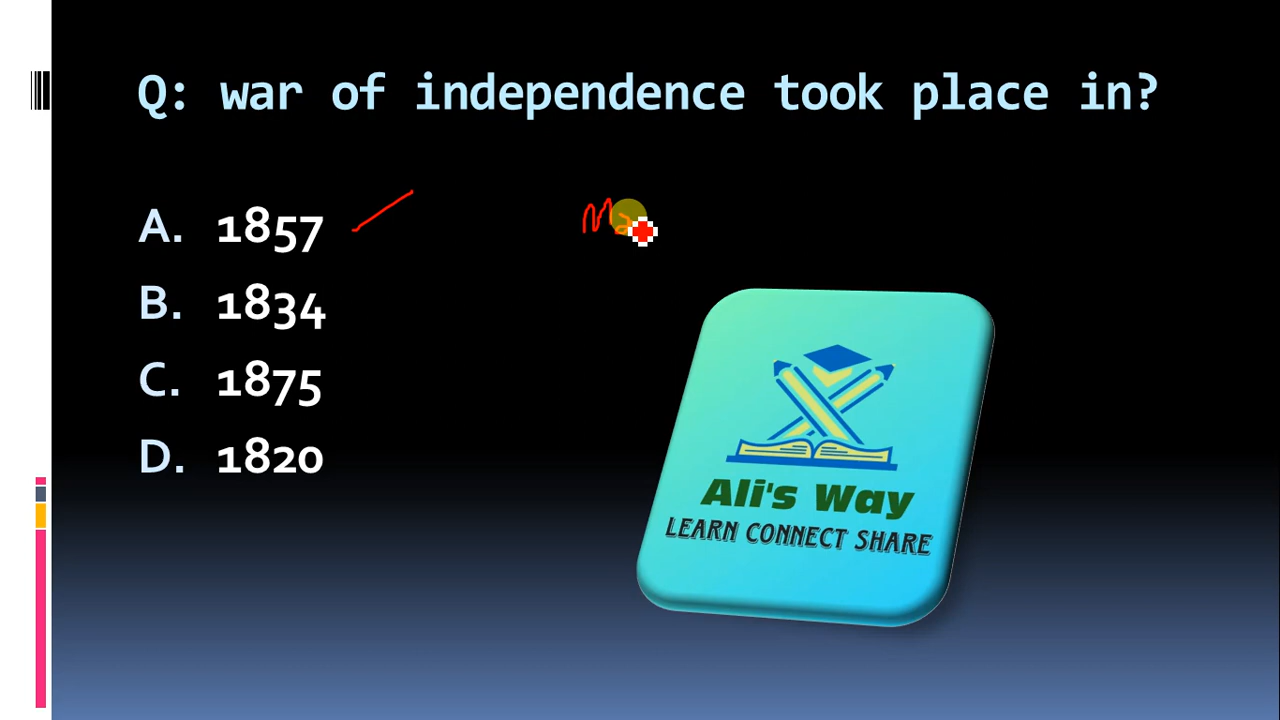 Q: war of independence took place in?
A. 1857
B. 1834
C. 1875
D. 1820
Ali's Way
LEARN CONNECT SHARE